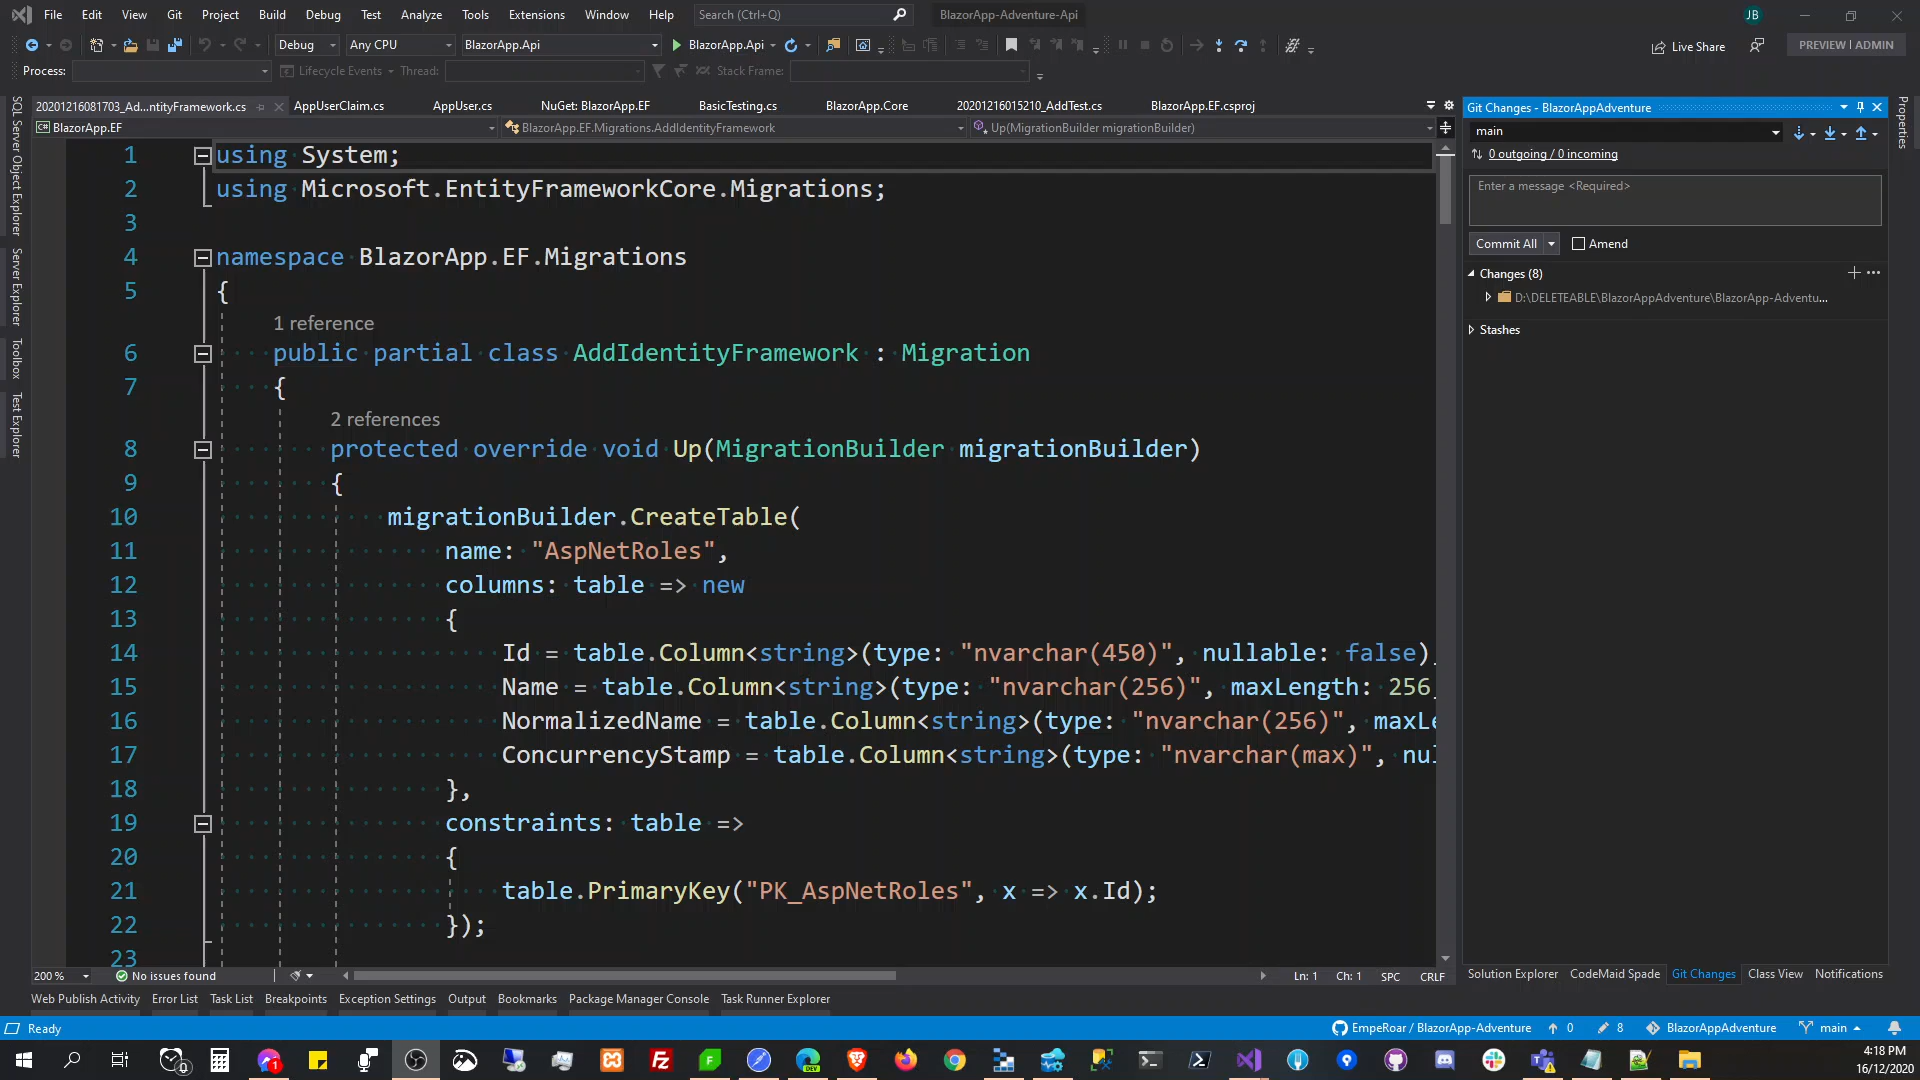 File Edit View Git Project Build Debug Test Analyze Tools Extensions Window Help Search (Ctrl+Q) BlazorApp-Adventure-Api JB
Debug Any CPU BlazorApp.Api BlazorApp.Api Live Share PREVIEW | ADMIN
Process: Lifecycle Events Thread: Stack Frame:
20201216081703_Ad...ntityFramework.cs AppUserClaim.cs AppUser.cs NuGet: BlazorApp.EF BasicTesting.cs BlazorApp.Core 20201216015210_AddTest.cs BlazorApp.EF.csproj
BlazorApp.EF BlazorApp.EF.Migrations.AddIdentityFramework Up(MigrationBuilder migrationBuilder)
SQL Server Object Explorer
Server Explorer
Toolbox
Test Explorer
1 using System;
2 using Microsoft.EntityFrameworkCore.Migrations;
3
4 namespace BlazorApp.EF.Migrations
5 {
1 reference
6 public partial class AddIdentityFramework : Migration
7 {
2 references
8 protected override void Up(MigrationBuilder migrationBuilder)
9 {
10 migrationBuilder.CreateTable(
11 name: "AspNetRoles",
12 columns: table => new
13 {
14 Id = table.Column<string>(type: "nvarchar(450)", nullable: false),
15 Name = table.Column<string>(type: "nvarchar(256)", maxLength: 256,
16 NormalizedName = table.Column<string>(type: "nvarchar(256)", maxLe
17 ConcurrencyStamp = table.Column<string>(type: "nvarchar(max)", nul
18 },
19 constraints: table =>
20 {
21 table.PrimaryKey("PK_AspNetRoles", x => x.Id);
22 });
23
200 % No issues found Ln: 1 Ch: 1 SPC CRLF
Git Changes - BlazorAppAdventure
main
0 outgoing / 0 incoming
Enter a message <Required>
Commit All Amend
Changes (8)
D:\DELETEABLE\BlazorAppAdventure\BlazorApp-Adventu...
Stashes
Properties
Solution Explorer CodeMaid Spade Git Changes Class View Notifications
Web Publish Activity Error List Task List Breakpoints Exception Settings Output Bookmarks Package Manager Console Task Runner Explorer
Ready EmpeRoar / BlazorApp-Adventure 0 8 BlazorAppAdventure main
4:18 PM
16/12/2020